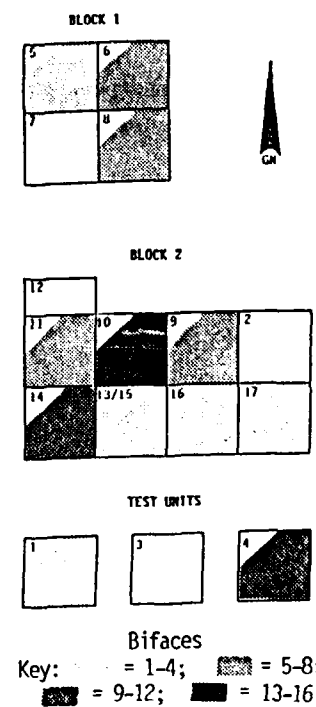 BLOCK 1
5 6
7 8
GN
BLOCK 2
12
11 10 9 2
14 13/15 16 17
TEST UNITS
1 3 4
Bifaces
Key: = 1-4; = 5-8
= 9-12; = 13-16